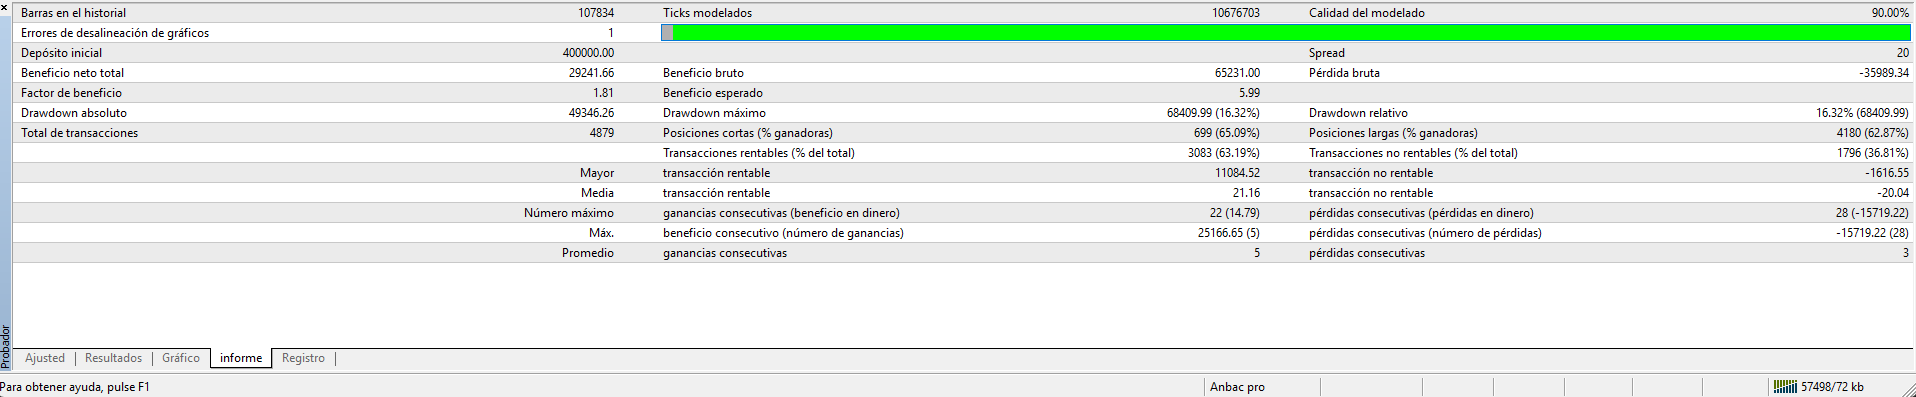 Barras en el historial 107834 Ticks modelados 10676703 Calidad del modelado 90.00%
Errores de desalineación de gráficos 1
Depósito inicial 400000.00 Spread 20
Beneficio neto total 29241.66 Beneficio bruto 65231.00 Pérdida bruta -35989.34
Factor de beneficio 1.81 Beneficio esperado 5.99
Drawdown absoluto 49346.26 Drawdown máximo 68409.99 (16.32%) Drawdown relativo 16.32% (68409.99)
Total de transacciones 4879 Posiciones cortas (% ganadoras) 699 (65.09%) Posiciones largas (% ganadoras) 4180 (62.87%)
Transacciones rentables (% del total) 3083 (63.19%) Transacciones no rentables (% del total) 1796 (36.81%)
Mayor transacción rentable 11084.52 transacción no rentable -1616.55
Media transacción rentable 21.16 transacción no rentable -20.04
Número máximo ganancias consecutivas (beneficio en dinero) 22 (14.79) pérdidas consecutivas (pérdidas en dinero) 28 (-15719.22)
Máx. beneficio consecutivo (número de ganancias) 25166.65 (5) pérdidas consecutivas (número de pérdidas) -15719.22 (28)
Promedio ganancias consecutivas 5 pérdidas consecutivas 3
Probador
Ajusted Resultados Gráfico informe Registro
Para obtener ayuda, pulse F1 Anbac pro 57498/72 kb